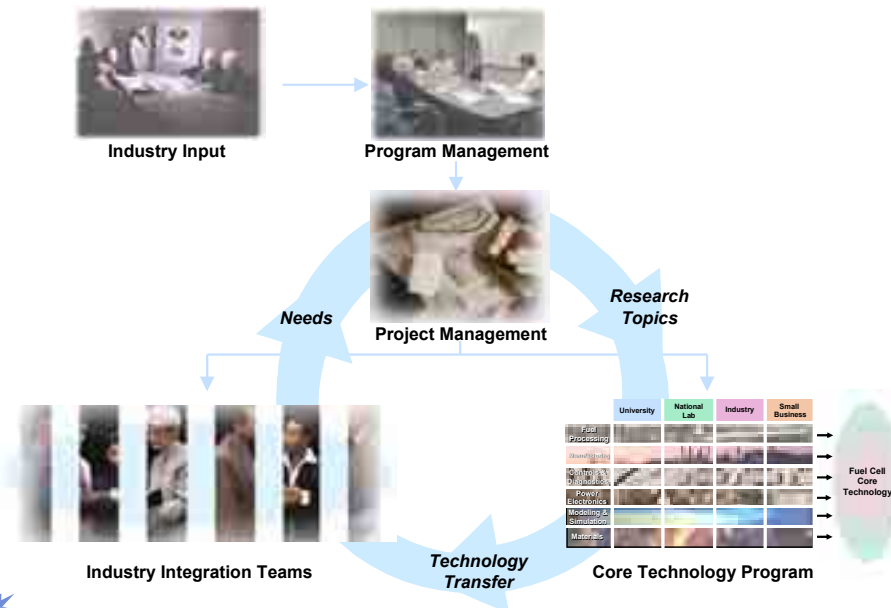 Industry Input
Program Management
Project Management
Needs
Research
Topics
University
National
Lab
Industry
Small
Business
Fuel
Processing
Controls &
Diagnostics
Power
Electronics
Modeling &
Simulation
Materials
Fuel Cell
Core
Technology
Industry Integration Teams
Technology
Transfer
Core Technology Program